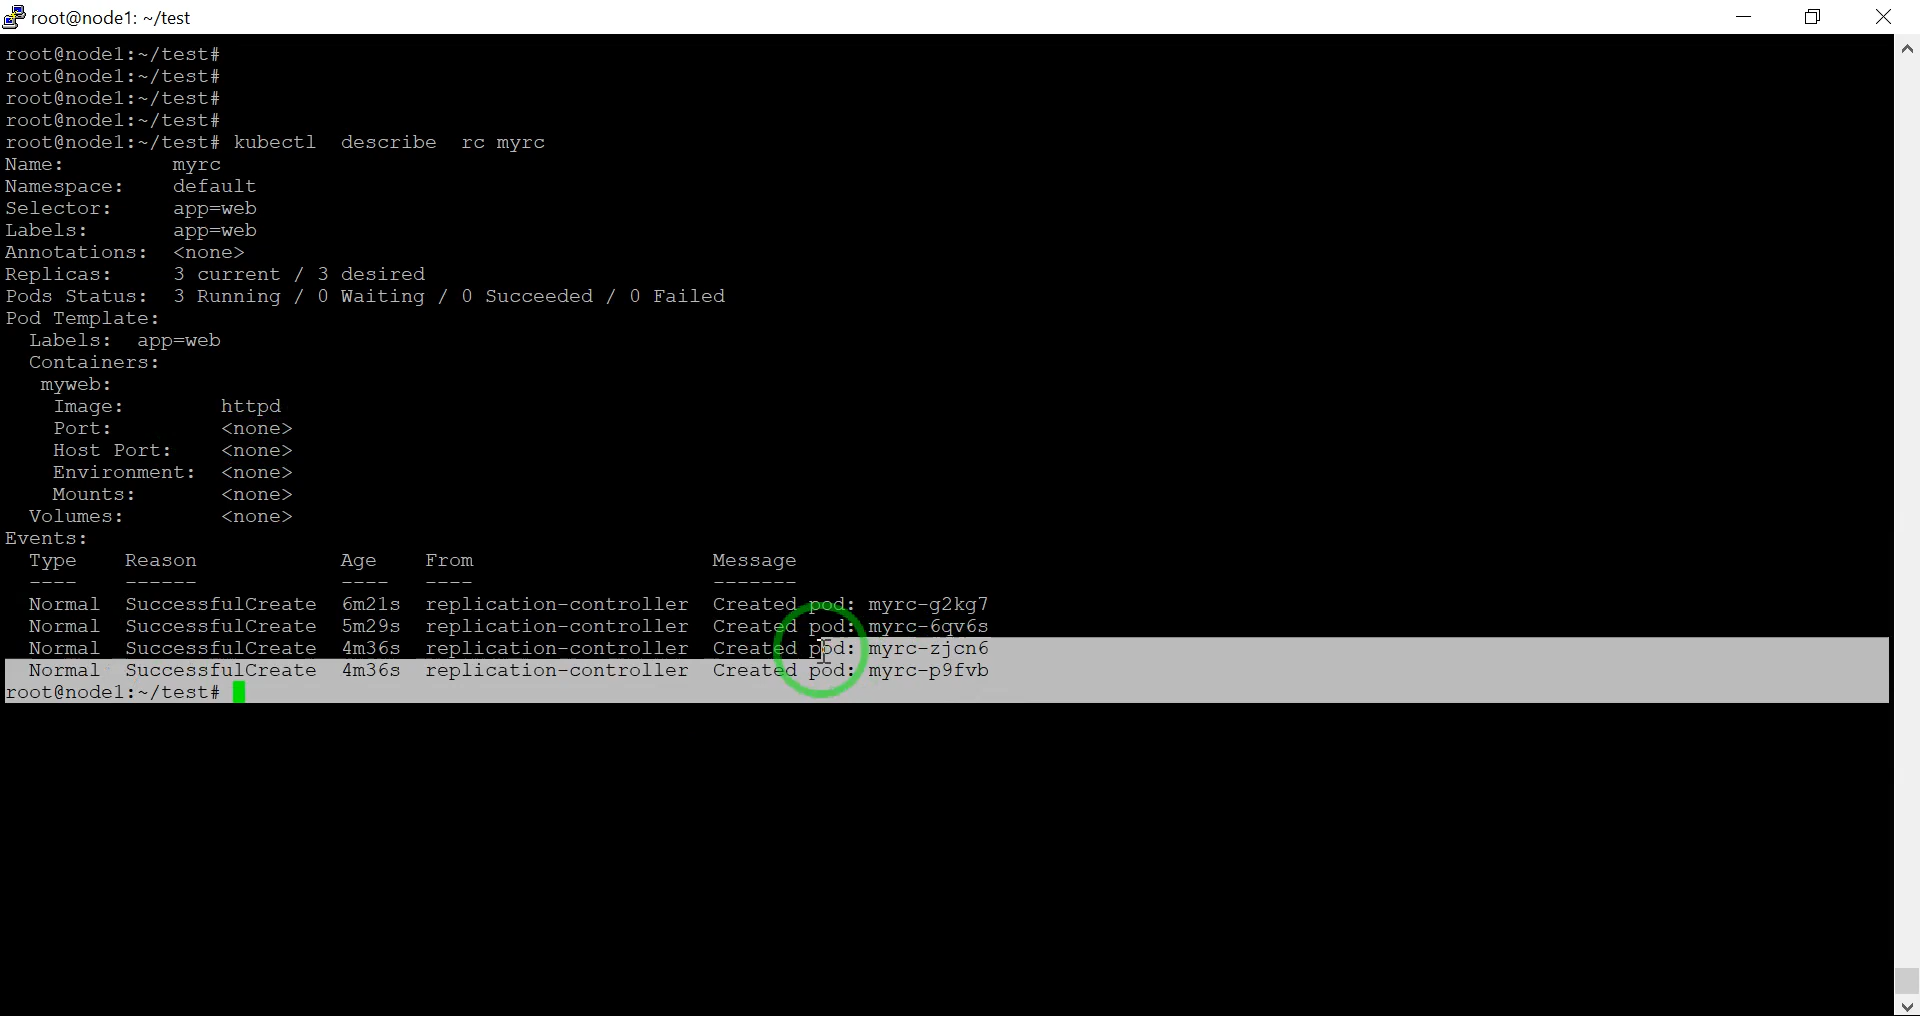 root@node1: ~/test
root@node1:~/test#
root@node1:~/test#
root@node1:~/test#
root@node1:~/test#
root@node1:~/test# kubectl  describe  rc myrc
Name:         myrc
Namespace:    default
Selector:     app=web
Labels:       app=web
Annotations:  <none>
Replicas:     3 current / 3 desired
Pods Status:  3 Running / 0 Waiting / 0 Succeeded / 0 Failed
Pod Template:
  Labels:  app=web
  Containers:
   myweb:
    Image:        httpd
    Port:         <none>
    Host Port:    <none>
    Environment:  <none>
    Mounts:       <none>
  Volumes:        <none>
Events:
  Type    Reason            Age    From                    Message
  ----    ------            ----   ----                    -------
  Normal  SuccessfulCreate  6m21s  replication-controller  Created pod: myrc-g2kg7
  Normal  SuccessfulCreate  5m29s  replication-controller  Created pod: myrc-6qv6s
  Normal  SuccessfulCreate  4m36s  replication-controller  Created pod: myrc-zjcn6
  Normal  SuccessfulCreate  4m36s  replication-controller  Created pod: myrc-p9fvb
root@node1:~/test#